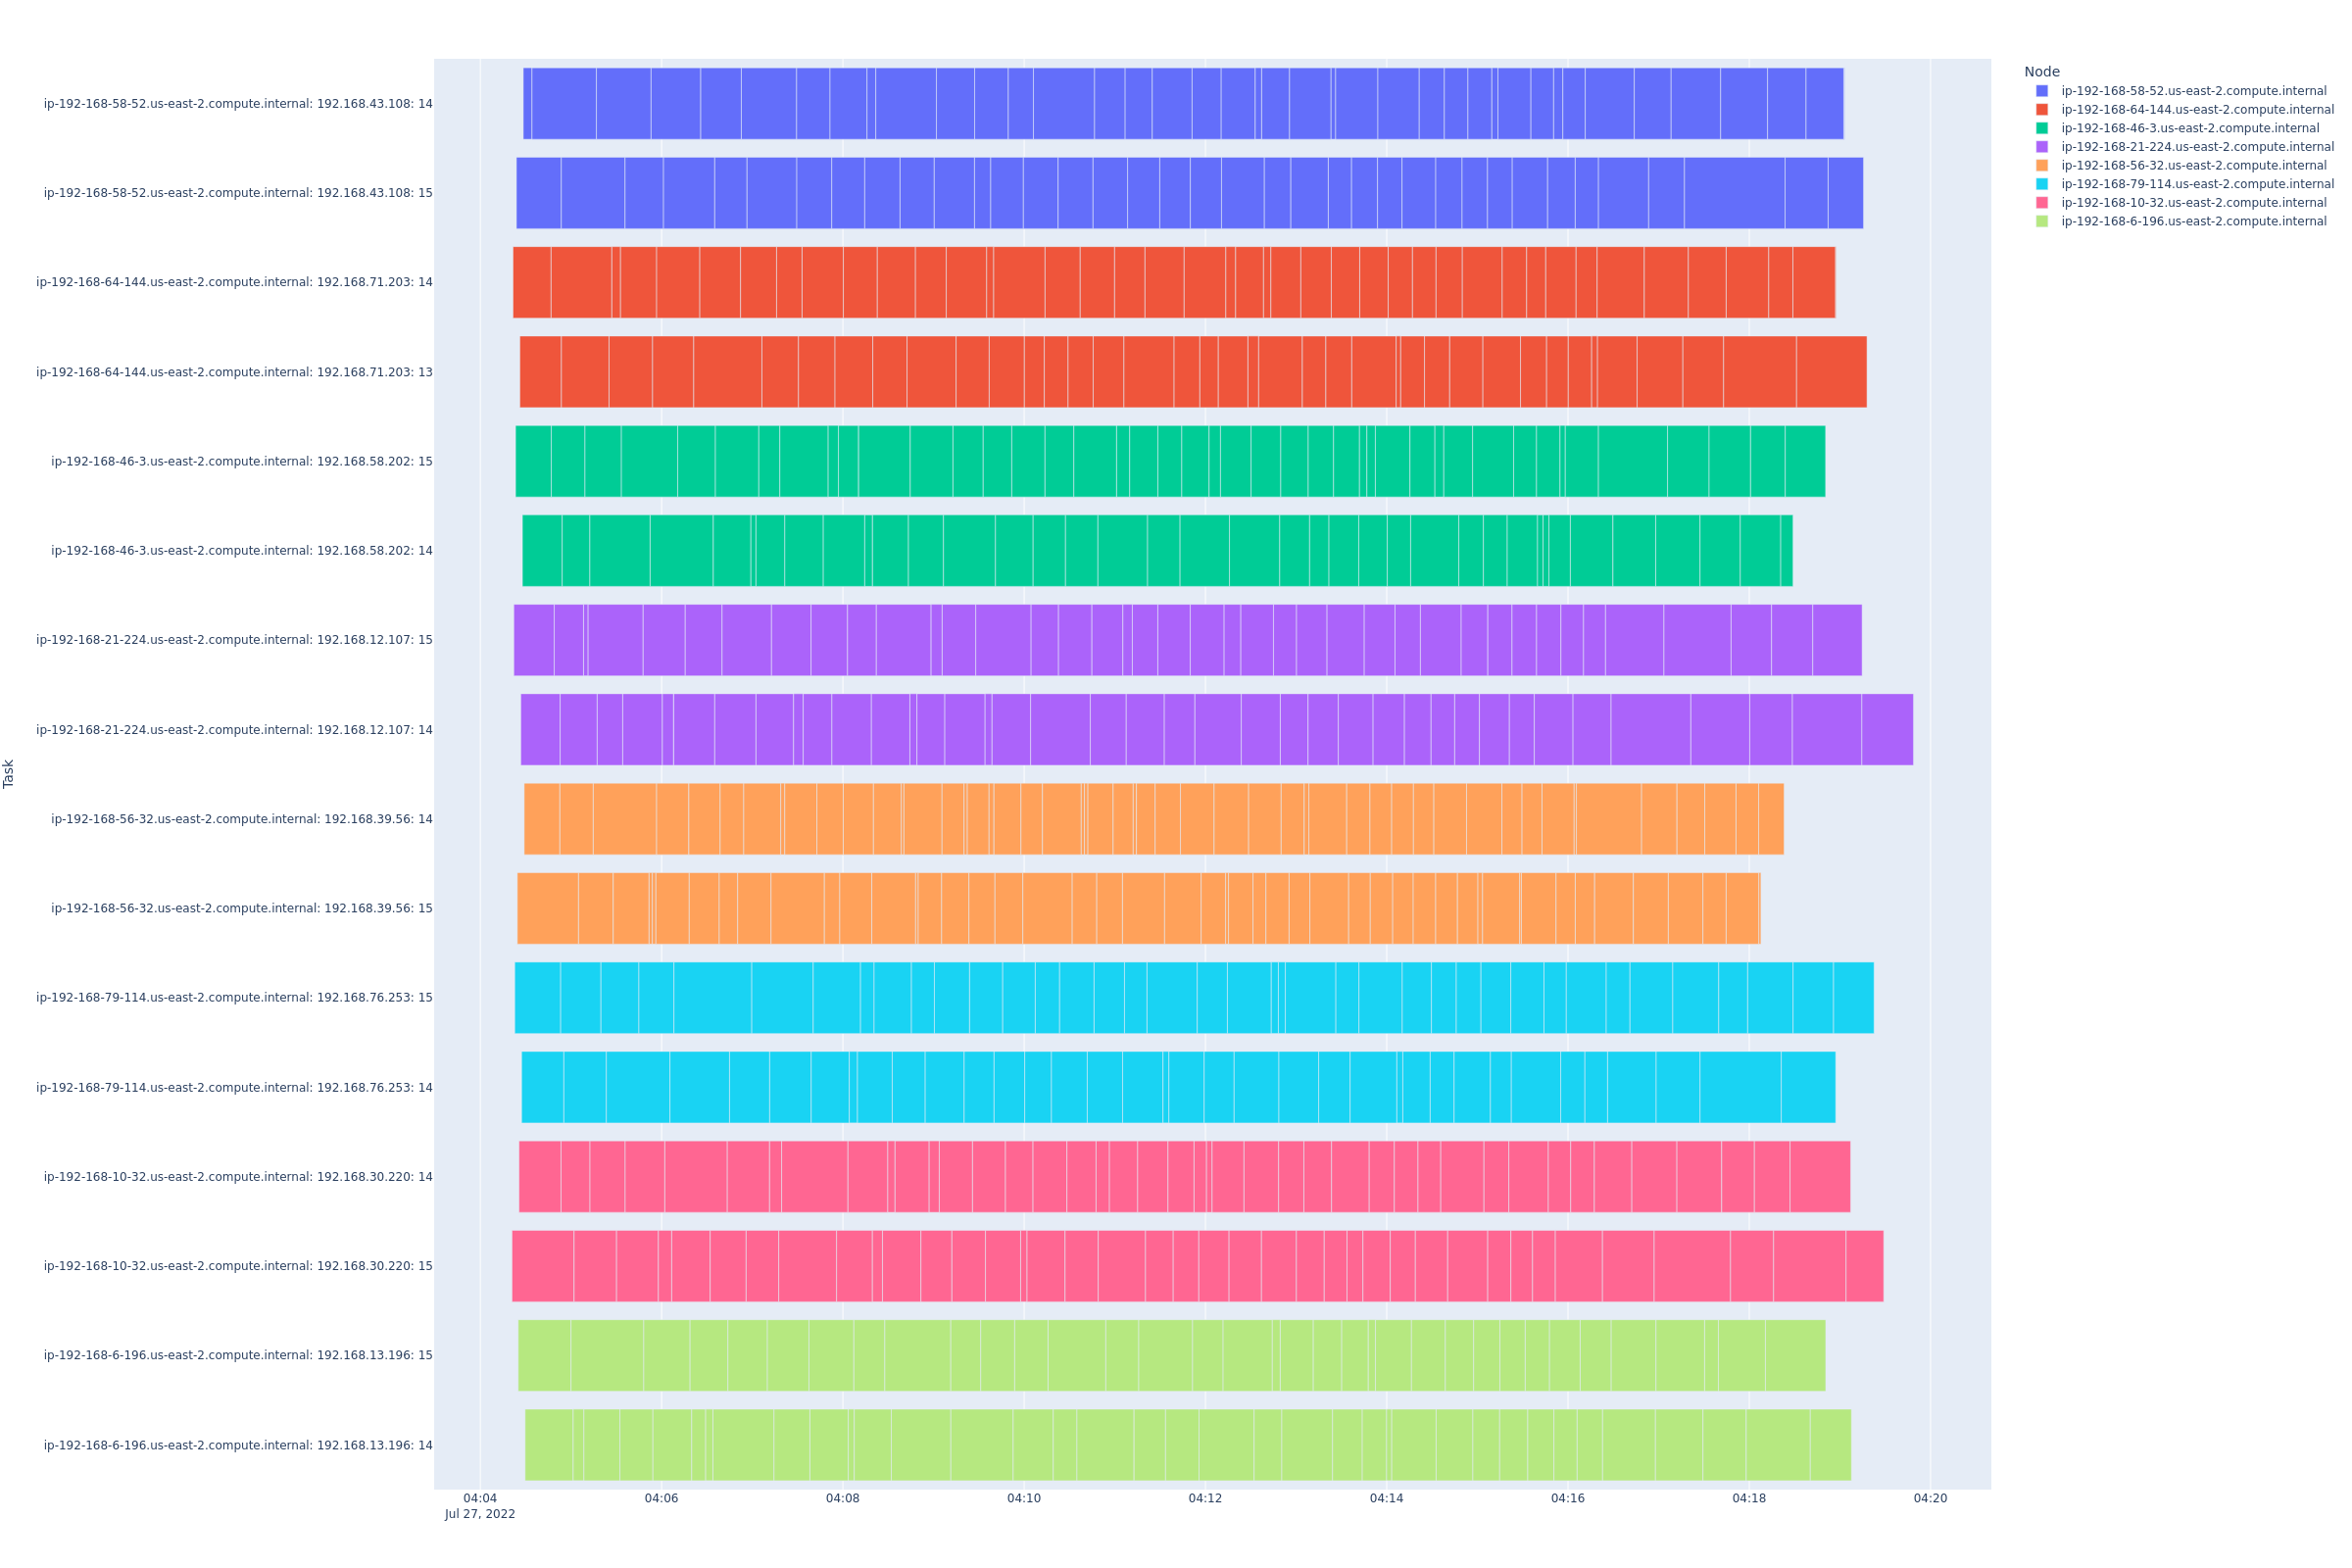 Node
ip-192-168-58-52.us-east-2.compute.internal
ip-192-168-64-144.us-east-2.compute.internal
ip-192-168-46-3.us-east-2.compute.internal
ip-192-168-21-224.us-east-2.compute.internal
ip-192-168-56-32.us-east-2.compute.internal
ip-192-168-79-114.us-east-2.compute.internal
ip-192-168-10-32.us-east-2.compute.internal
ip-192-168-6-196.us-east-2.compute.internal
ip-192-168-58-52.us-east-2.compute.internal: 192.168.43.108: 14
ip-192-168-58-52.us-east-2.compute.internal: 192.168.43.108: 15
ip-192-168-64-144.us-east-2.compute.internal: 192.168.71.203: 14
ip-192-168-64-144.us-east-2.compute.internal: 192.168.71.203: 13
ip-192-168-46-3.us-east-2.compute.internal: 192.168.58.202: 15
ip-192-168-46-3.us-east-2.compute.internal: 192.168.58.202: 14
ip-192-168-21-224.us-east-2.compute.internal: 192.168.12.107: 15
ip-192-168-21-224.us-east-2.compute.internal: 192.168.12.107: 14
Task
ip-192-168-56-32.us-east-2.compute.internal: 192.168.39.56: 14
ip-192-168-56-32.us-east-2.compute.internal: 192.168.39.56: 15
ip-192-168-79-114.us-east-2.compute.internal: 192.168.76.253: 15
ip-192-168-79-114.us-east-2.compute.internal: 192.168.76.253: 14
ip-192-168-10-32.us-east-2.compute.internal: 192.168.30.220: 14
ip-192-168-10-32.us-east-2.compute.internal: 192.168.30.220: 15
ip-192-168-6-196.us-east-2.compute.internal: 192.168.13.196: 15
ip-192-168-6-196.us-east-2.compute.internal: 192.168.13.196: 14
04:04 04:06 04:08 04:10 04:12 04:14 04:16 04:18 04:20
Jul 27, 2022